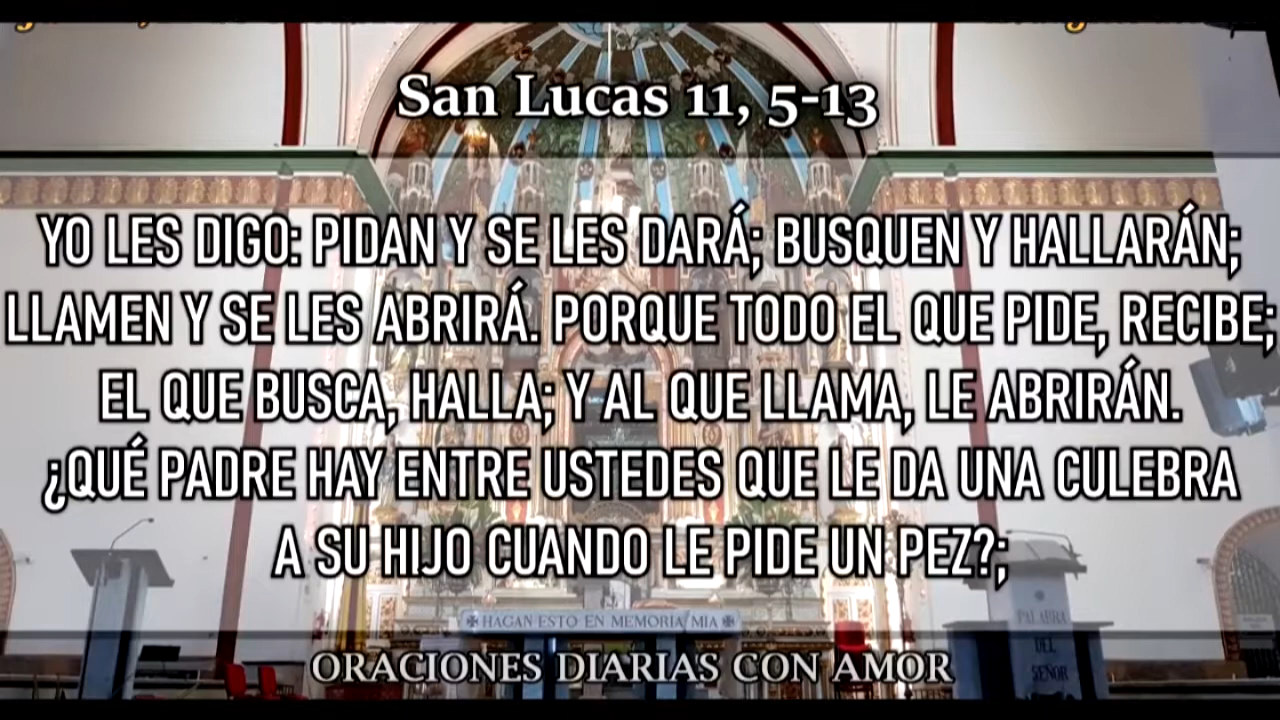 San Lucas 11, 5-13
YO LES DIGO: PIDAN Y SE LES DARÁ; BUSQUEN Y HALLARÁN;
LLAMEN Y SE LES ABRIRÁ. PORQUE TODO EL QUE PIDE, RECIBE;
EL QUE BUSCA, HALLA; Y AL QUE LLAMA, LE ABRIRÁN.
¿QUÉ PADRE HAY ENTRE USTEDES QUE LE DA UNA CULEBRA
A SU HIJO CUANDO LE PIDE UN PEZ?;
HAGAN ESTO EN MEMORIA MIA
PALABRA
DEL
SEÑOR
ORACIONES DIARIAS CON AMOR